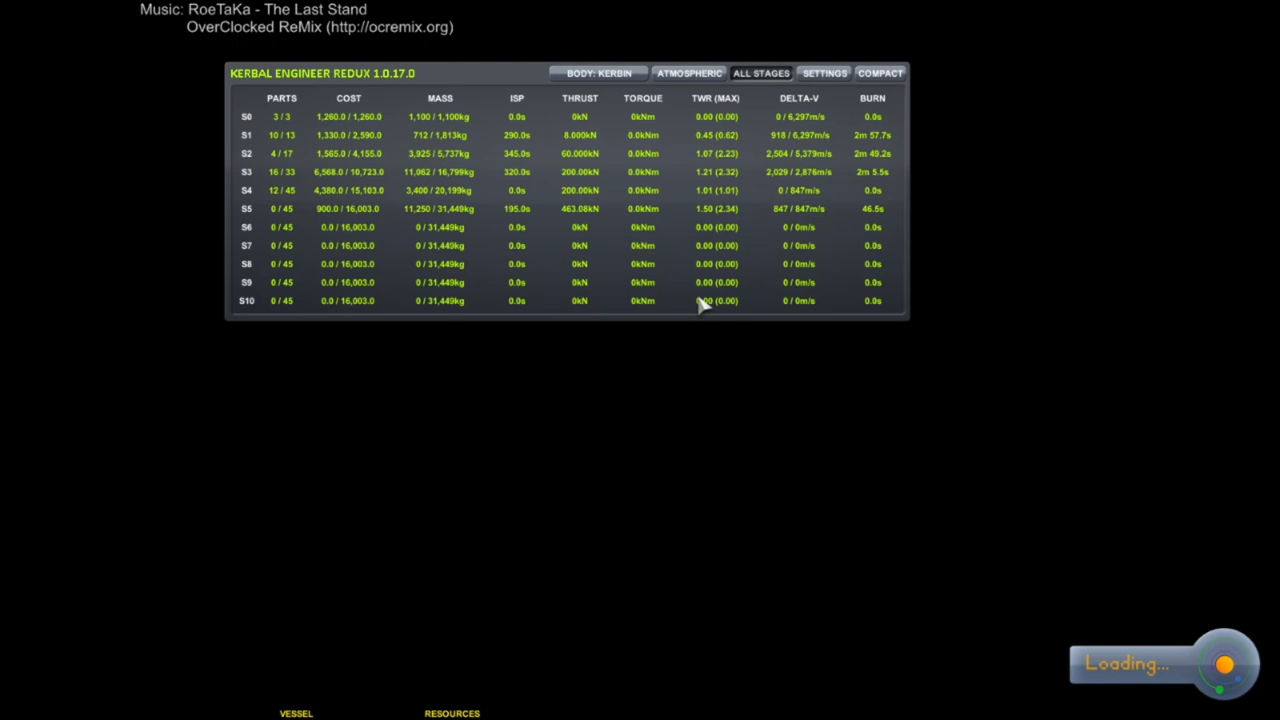 Music: RoeTaKa - The Last Stand
OverClocked ReMix (http://ocremix.org)
KERBAL ENGINEER REDUX 1.0.17.0 BODY: KERBIN ATMOSPHERIC ALL STAGES SETTINGS COMPACT
PARTS COST MASS ISP THRUST TORQUE TWR (MAX) DELTA-V BURN
S0 3 / 3 1,260.0 / 1,260.0 1,100 / 1,100kg 0.0s 0kN 0kNm 0.00 (0.00) 0 / 6,297m/s 0.0s
S1 10 / 13 1,330.0 / 2,590.0 712 / 1,813kg 290.0s 8.000kN 0.0kNm 0.45 (0.62) 918 / 6,297m/s 2m 57.7s
S2 4 / 17 1,565.0 / 4,155.0 3,925 / 5,737kg 345.0s 60.000kN 0.0kNm 1.07 (2.23) 2,504 / 5,379m/s 2m 49.2s
S3 16 / 33 6,568.0 / 10,723.0 11,062 / 16,799kg 320.0s 200.00kN 0.0kNm 1.21 (2.32) 2,029 / 2,876m/s 2m 5.5s
S4 12 / 45 4,380.0 / 15,103.0 3,400 / 20,199kg 0.0s 200.00kN 0.0kNm 1.01 (1.01) 0 / 847m/s 0.0s
S5 0 / 45 900.0 / 16,003.0 11,250 / 31,449kg 195.0s 463.08kN 0.0kNm 1.50 (2.34) 847 / 847m/s 46.5s
S6 0 / 45 0.0 / 16,003.0 0 / 31,449kg 0.0s 0kN 0kNm 0.00 (0.00) 0 / 0m/s 0.0s
S7 0 / 45 0.0 / 16,003.0 0 / 31,449kg 0.0s 0kN 0kNm 0.00 (0.00) 0 / 0m/s 0.0s
S8 0 / 45 0.0 / 16,003.0 0 / 31,449kg 0.0s 0kN 0kNm 0.00 (0.00) 0 / 0m/s 0.0s
S9 0 / 45 0.0 / 16,003.0 0 / 31,449kg 0.0s 0kN 0kNm 0.00 (0.00) 0 / 0m/s 0.0s
S10 0 / 45 0.0 / 16,003.0 0 / 31,449kg 0.0s 0kN 0kNm (0.00) 0 / 0m/s 0.0s
Loading...
VESSEL RESOURCES